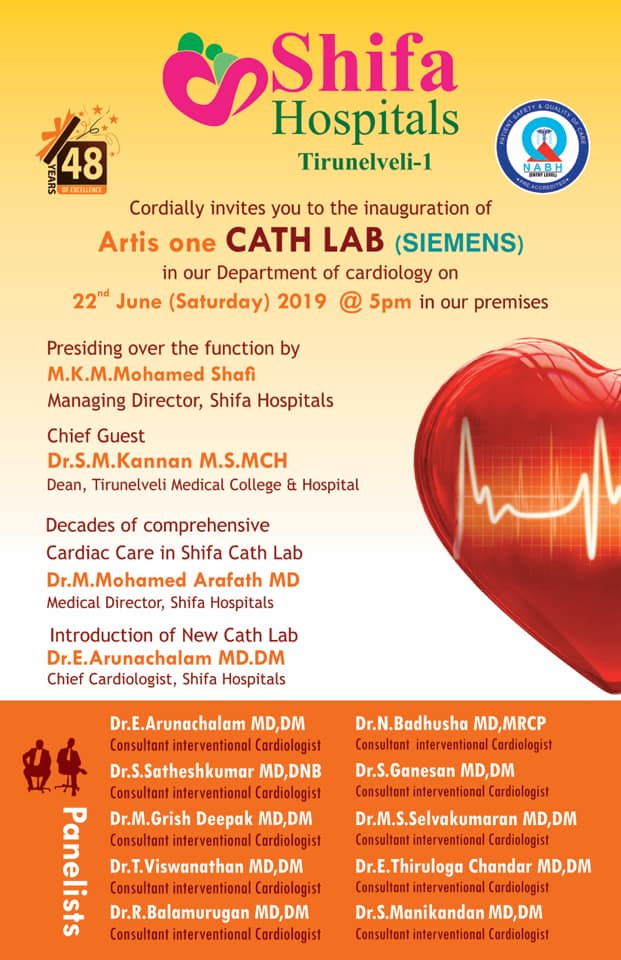 Shifa
Hospitals
Tirunelveli-1
48
YEARS
OF EXCELLENCE
PATIENT SAFETY & QUALITY OF CARE
NABH
(ENTRY LEVEL)
PRE ACCREDITED
Cordially invites you to the inauguration of
Artis one CATH LAB (SIEMENS)
in our Department of cardiology on
22nd June (Saturday) 2019 @ 5pm in our premises
Presiding over the function by
M.K.M.Mohamed Shafi
Managing Director, Shifa Hospitals
Chief Guest
Dr.S.M.Kannan M.S.MCH
Dean, Tirunelveli Medical College & Hospital
Decades of comprehensive
Cardiac Care in Shifa Cath Lab
Dr.M.Mohamed Arafath MD
Medical Director, Shifa Hospitals
Introduction of New Cath Lab
Dr.E.Arunachalam MD.DM
Chief Cardiologist, Shifa Hospitals
Panelists
Dr.E.Arunachalam MD,DM
Consultant interventional Cardiologist
Dr.S.Satheshkumar MD,DNB
Consultant interventional Cardiologist
Dr.M.Grish Deepak MD,DM
Consultant interventional Cardiologist
Dr.T.Viswanathan MD,DM
Consultant interventional Cardiologist
Dr.R.Balamurugan MD,DM
Consultant interventional Cardiologist
Dr.N.Badhusha MD,MRCP
Consultant interventional Cardiologist
Dr.S.Ganesan MD,DM
Consultant interventional Cardiologist
Dr.M.S.Selvakumaran MD,DM
Consultant interventional Cardiologist
Dr.E.Thiruloga Chandar MD,DM
Consultant interventional Cardiologist
Dr.S.Manikandan MD,DM
Consultant interventional Cardiologist